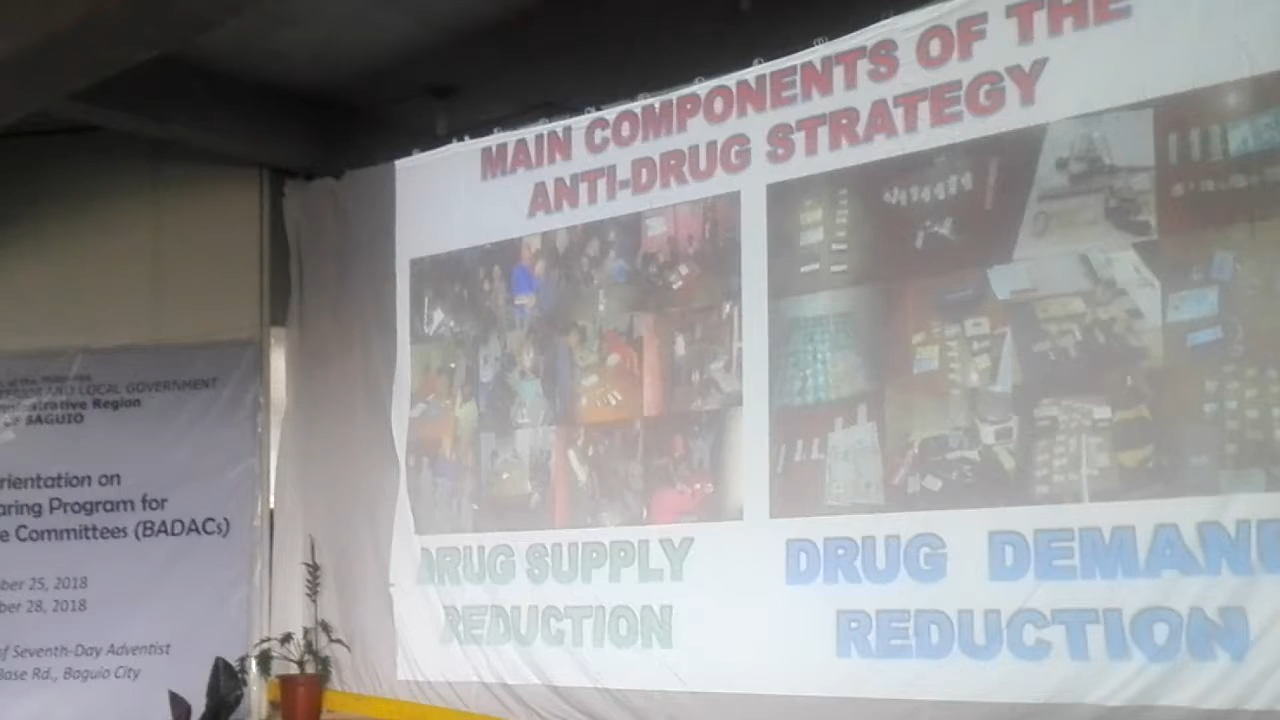 MAIN COMPONENTS OF THE
ANTI-DRUG STRATEGY
DRUG SUPPLY
REDUCTION
DRUG DEMAN
REDUCTION
AND LOCAL GOVERNMENT
Region
OF BAGUIO
rientation on
aring Program for
e Committees (BADACs)
ber 25, 2018
ber 28, 2018
of Seventh-Day Adventist
Base Rd., Baguio City